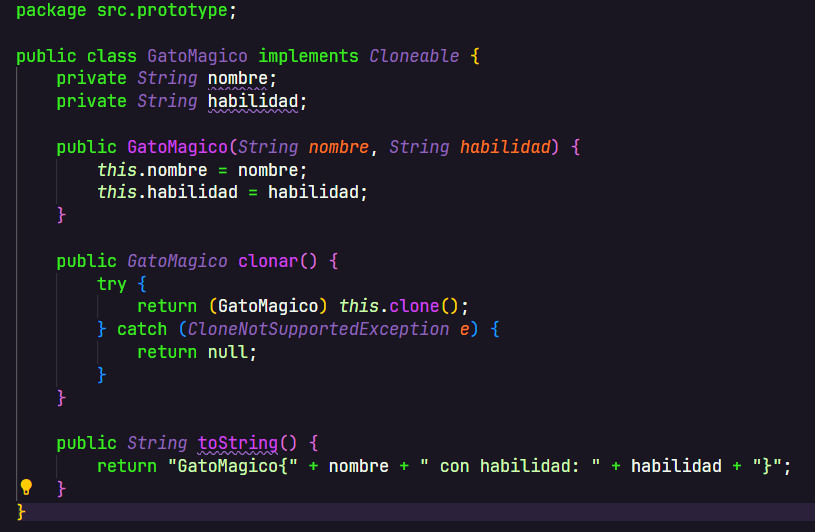 package src.prototype;
public class GatoMagico implements Cloneable {
    private String nombre;
    private String habilidad;
    public GatoMagico(String nombre, String habilidad) {
        this.nombre = nombre;
        this.habilidad = habilidad;
    }
    public GatoMagico clonar() {
        try {
            return (GatoMagico) this.clone();
        } catch (CloneNotSupportedException e) {
            return null;
        }
    }
    public String toString() {
        return "GatoMagico{" + nombre + " con habilidad: " + habilidad + "}";
    }
}